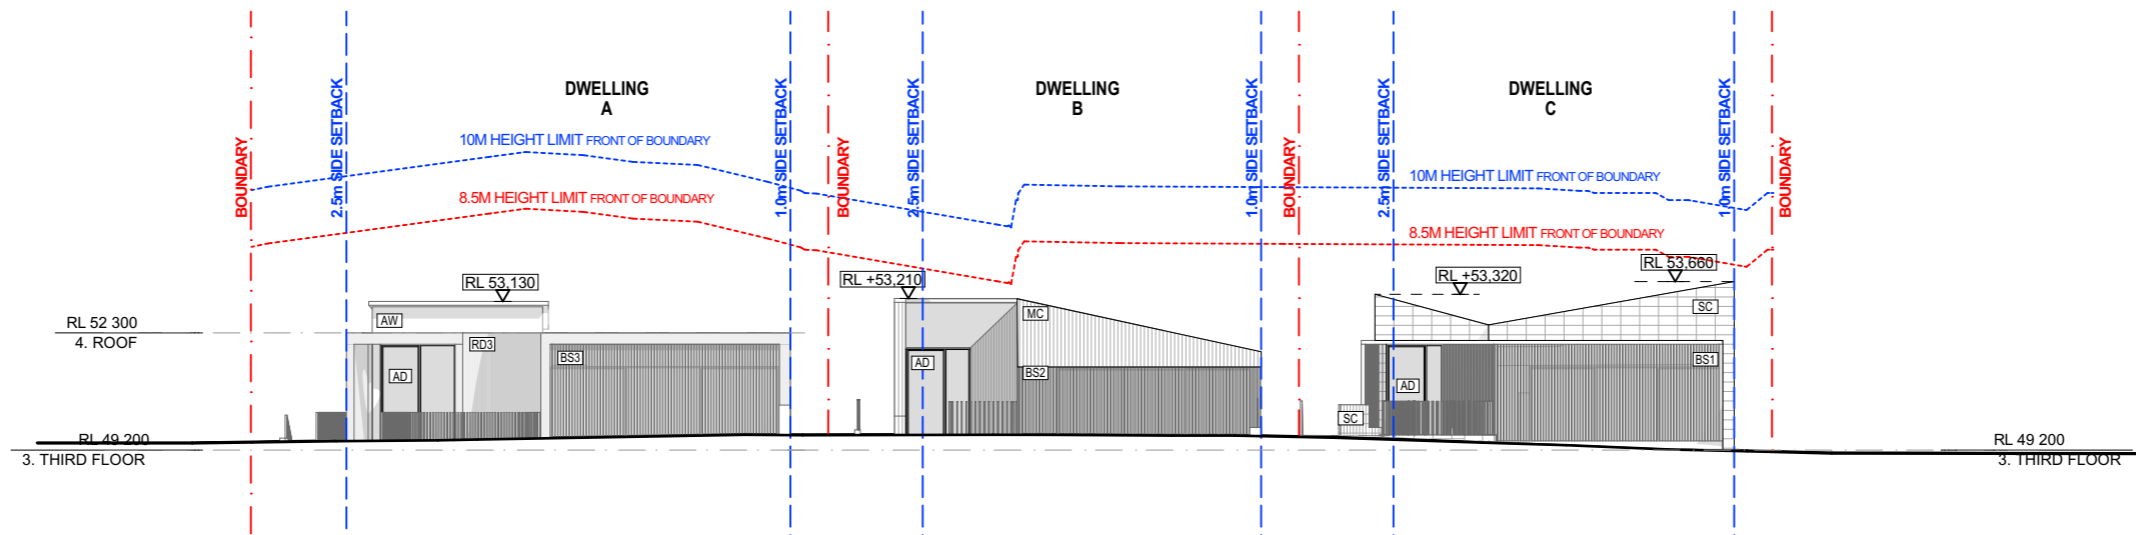 DWELLING
A
DWELLING
B
DWELLING
C
BOUNDARY
2.5m SIDE SETBACK
10M HEIGHT LIMIT FRONT OF BOUNDARY
8.5M HEIGHT LIMIT FRONT OF BOUNDARY
1.0m SIDE SETBACK
BOUNDARY
2.5m SIDE SETBACK
1.0m SIDE SETBACK
BOUNDARY
2.5m SIDE SETBACK
10M HEIGHT LIMIT FRONT OF BOUNDARY
8.5M HEIGHT LIMIT FRONT OF BOUNDARY
1.0m SIDE SETBACK
BOUNDARY
RL 53,130
RL +53,210
RL +53,320
RL 53,660
RL 52 300
4. ROOF
AW
RD3
BS3
AD
MC
AD
BS2
SC
BS1
AD
SC
RL 49 200
3. THIRD FLOOR
RL 49 200
3. THIRD FLOOR